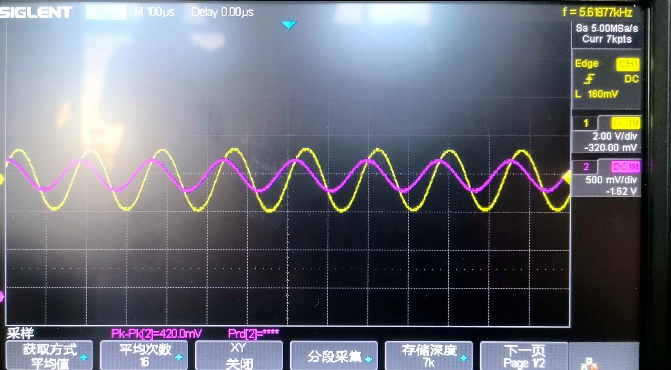 SIGLENT
M 100μs
Delay 0.00μs
f = 5.61877kHz
Sa 5.00MSa/s
Curr 7kpts
Edge CH1
DC
L 160mV
1 DC1M
2.00 V/div
-320.00 mV
2 DC1M
500 mV/div
-1.62 V
采样
Pk-Pk[2]=420.0mV
Prd[2]=****
获取方式
平均值
平均次数
16
XY
关闭
分段采集
存储深度
7k
下一页
Page 1/2